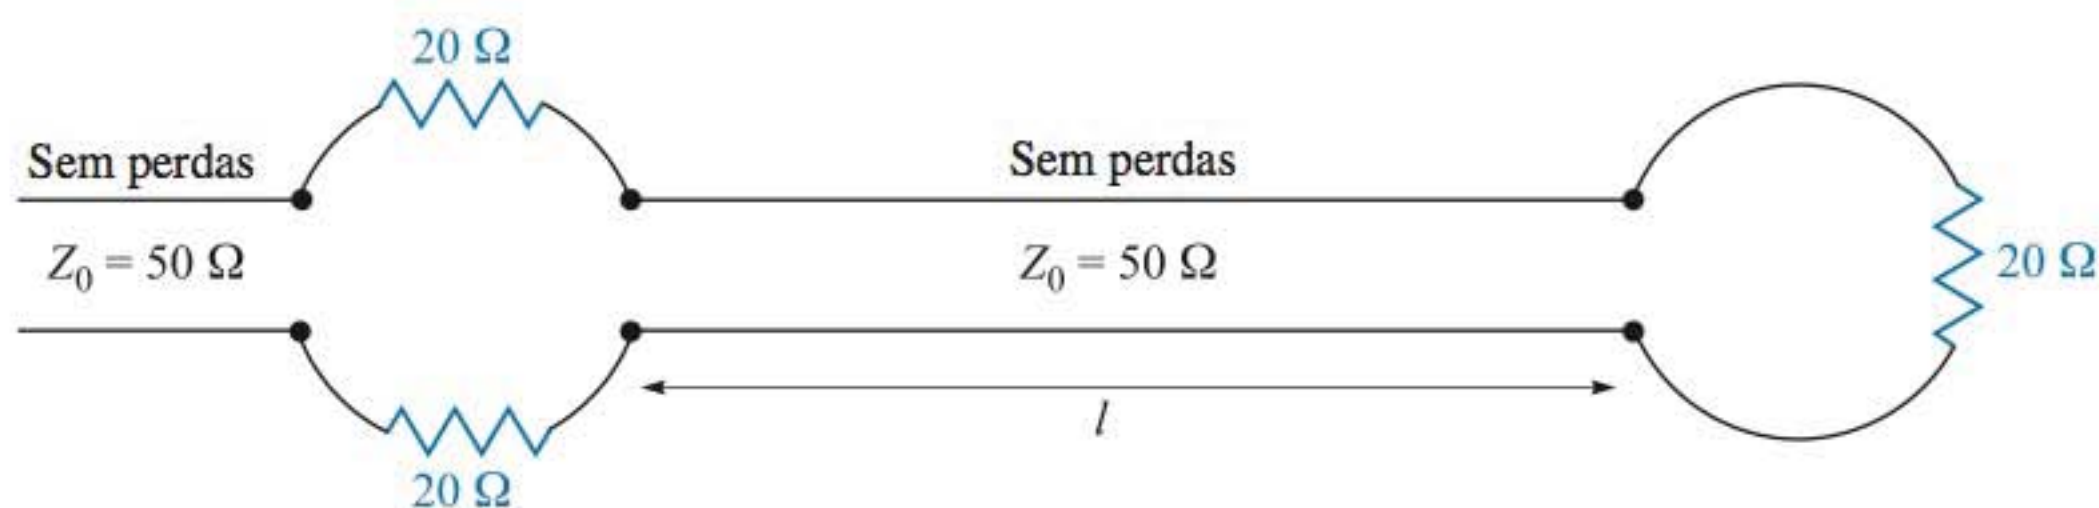 20 Ω
Sem perdas
Sem perdas
Z₀ = 50 Ω
Z₀ = 50 Ω
20 Ω
l
20 Ω